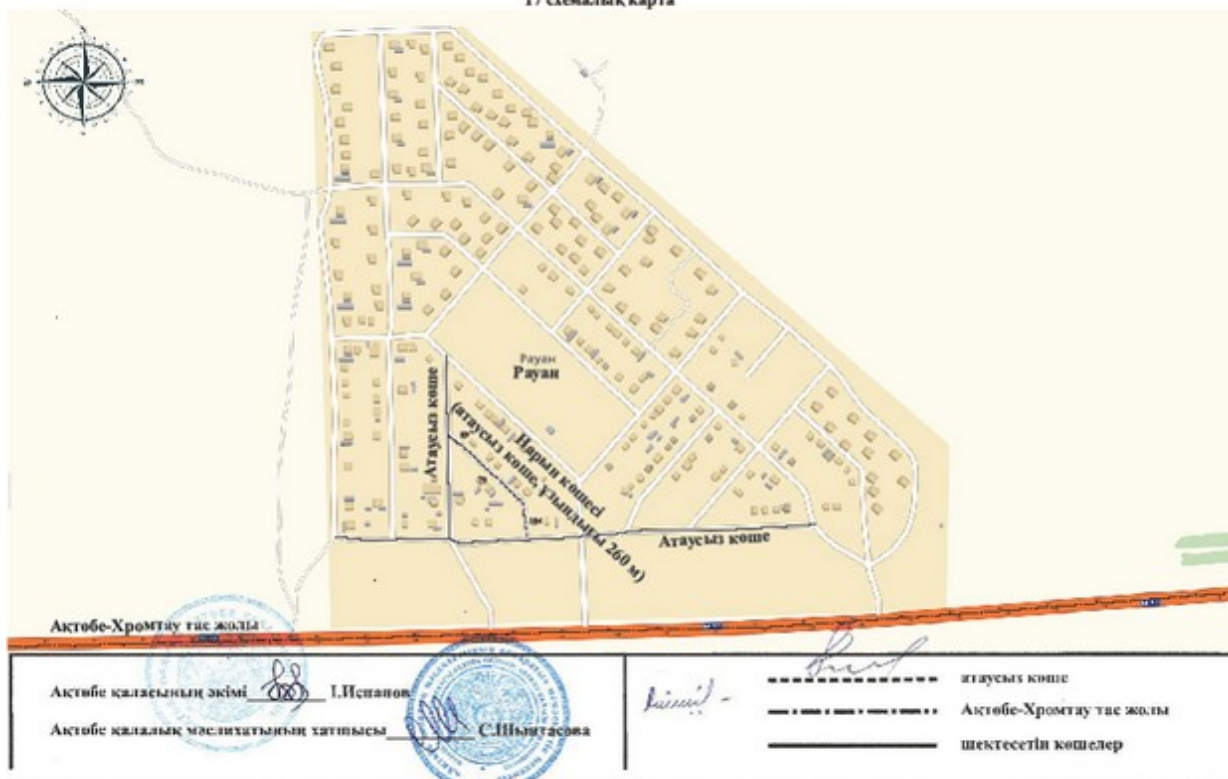 17 схемалық карта
Рауан
Рауан
Атаусыз көше
Нарын көшесі
(атаусыз көше, ұзындығы 260 м)
Атаусыз көше
Ақтөбе-Хромтау тас жолы
Ақтөбе қаласының әкімі І.Испанов
Ақтөбе қалалық мәслихатының хатшысы С.Шынтасова
атаусыз көше
Ақтөбе-Хромтау тас жолы
шектесетін көшелер